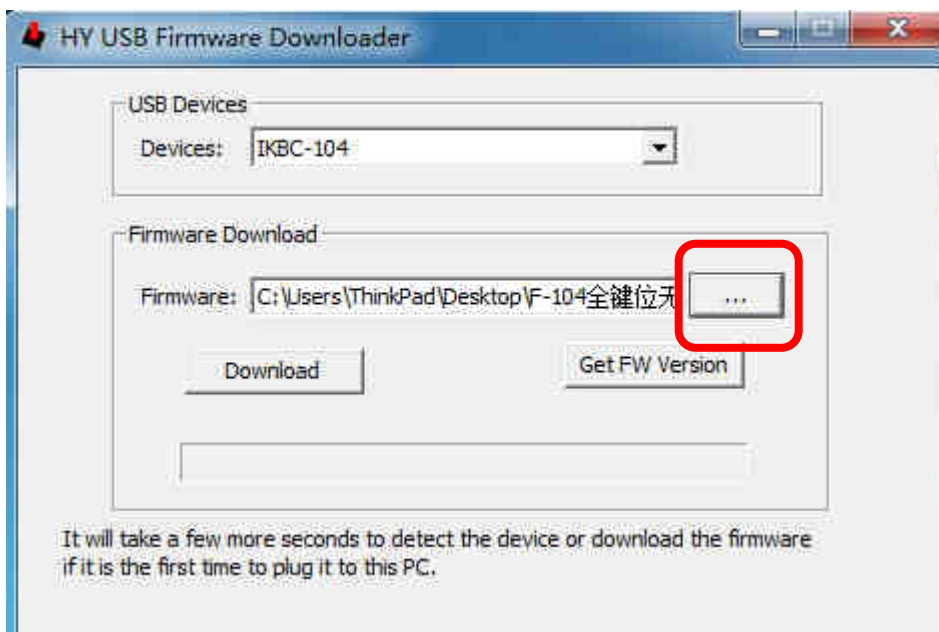 HY USB Firmware Downloader
USB Devices
Devices: IKBC-104
Firmware Download
Firmware: C:\Users\ThinkPad\Desktop\F-104全键位无 ...
Download Get FW Version
It will take a few more seconds to detect the device or download the firmware
if it is the first time to plug it to this PC.